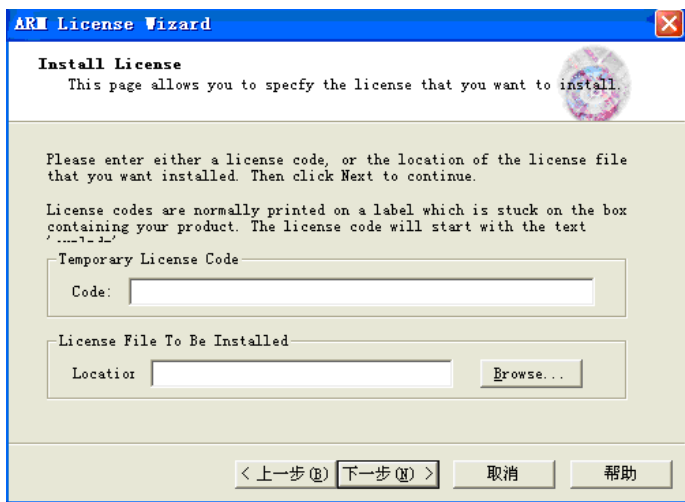 ARM License Wizard
Install License
This page allows you to specfy the license that you want to install.
Please enter either a license code, or the location of the license file
that you want installed. Then click Next to continue.
License codes are normally printed on a label which is stuck on the box
containing your product. The license code will start with the text
Temporary License Code
Code:
License File To Be Installed
Location
Browse...
< 上一步(B) 下一步(N) > 取消 帮助